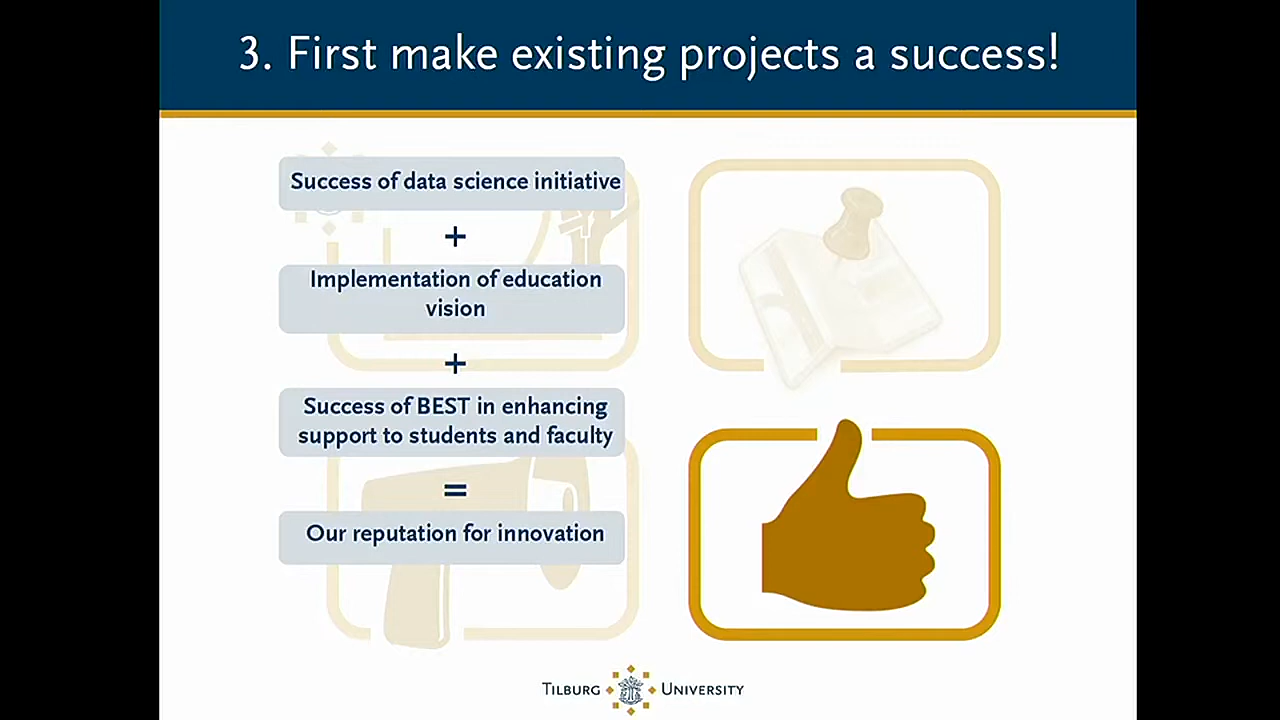 3. First make existing projects a success!
Success of data science initiative
+
Implementation of education
vision
+
Success of BEST in enhancing
support to students and faculty
=
Our reputation for innovation
TILBURG UNIVERSITY